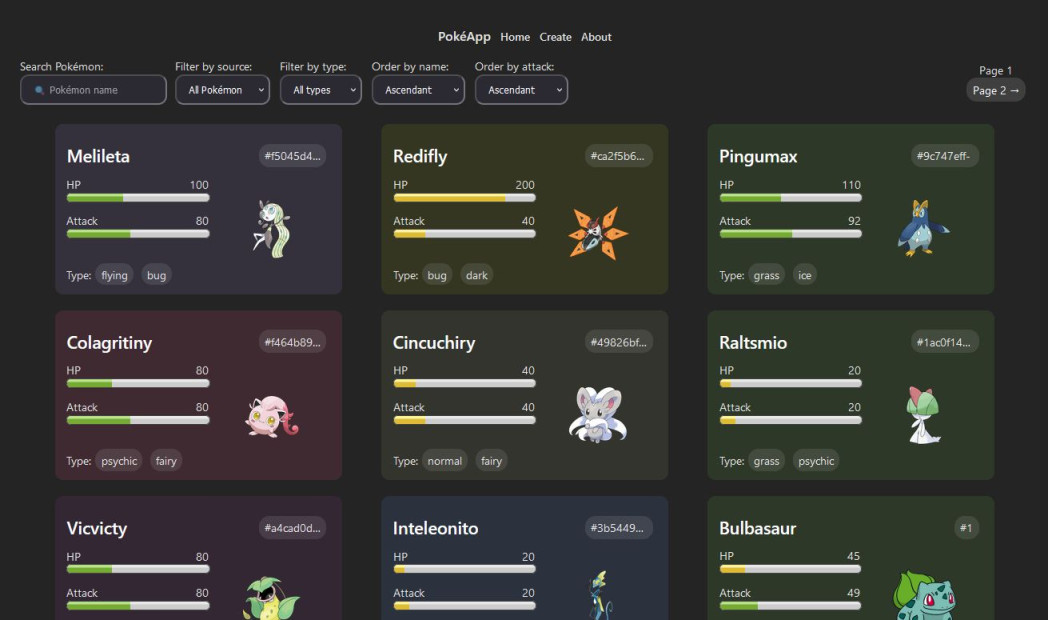 PokéApp Home Create About
Search Pokémon: Filter by source: Filter by type: Order by name: Order by attack:
Page 1
Pokémon name All Pokémon All types Ascendant Ascendant
Page 2 →
Melileta #f5045d4...
HP 100
Attack 80
Type: flying bug
Redifly #ca2f5b6...
HP 200
Attack 40
Type: bug dark
Pingumax #9c747eff-
HP 110
Attack 92
Type: grass ice
Colagritiny #f464b89...
HP 80
Attack 80
Type: psychic fairy
Cincuchiry #49826bf...
HP 40
Attack 40
Type: normal fairy
Raltsmio #1ac0f14...
HP 20
Attack 20
Type: grass psychic
Vicvicty #a4cad0d...
HP 80
Attack 80
Inteleonito #3b5449...
HP 20
Attack 20
Bulbasaur #1
HP 45
Attack 49